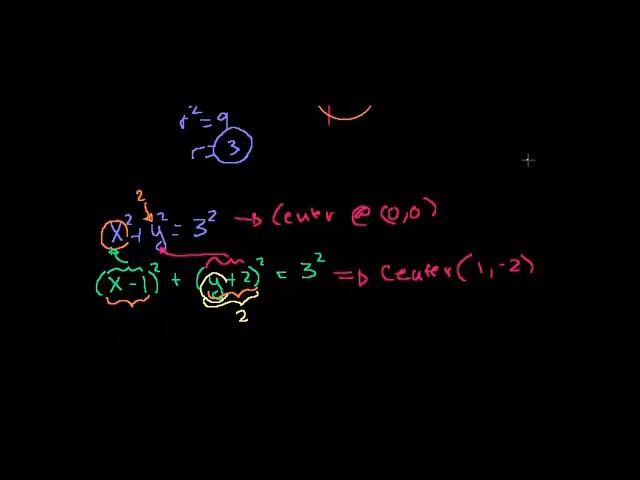 r² = 9
r = 3
2
x² + y² = 3² → Center @ (0,0)
(x - 1)² + (y + 2)² = 3² ⇒ Center (1, -2)
2